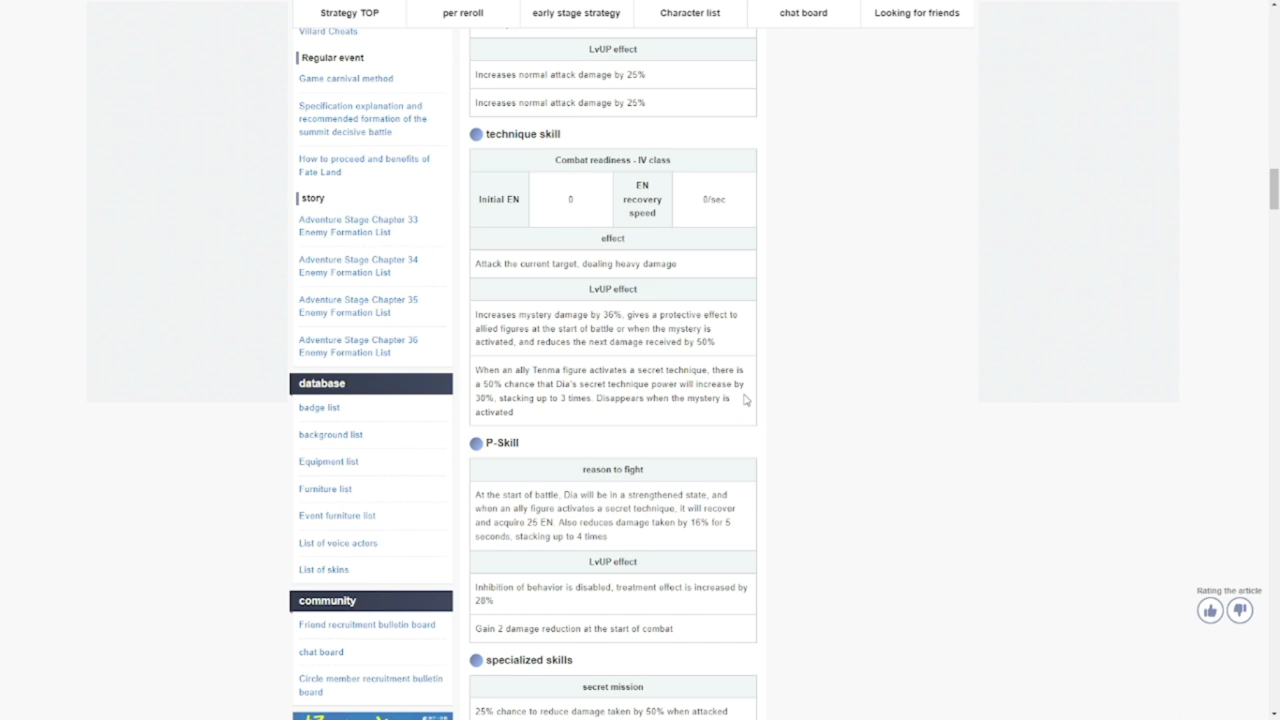 Strategy TOP
per reroll
early stage strategy
Character list
chat board
Looking for friends
Villard Cheats
Regular event
Game carnival method
Specification explanation and
recommended formation of the
summit decisive battle
How to proceed and benefits of
Fate Land
story
Adventure Stage Chapter 33
Enemy Formation List
Adventure Stage Chapter 34
Enemy Formation List
Adventure Stage Chapter 35
Enemy Formation List
Adventure Stage Chapter 36
Enemy Formation List
database
badge list
background list
Equipment list
Furniture list
Event furniture list
List of voice actors
List of skins
community
Friend recruitment bulletin board
chat board
Circle member recruitment bulletin
board
LvUP effect
Increases normal attack damage by 25%
Increases normal attack damage by 25%
technique skill
Combat readiness - IV class
Initial EN
0
EN
recovery
speed
0/sec
effect
Attack the current target, dealing heavy damage
LvUP effect
Increases mystery damage by 36%, gives a protective effect to
allied figures at the start of battle or when the mystery is
activated, and reduces the next damage received by 50%
When an ally Tenma figure activates a secret technique, there is
a 50% chance that Dia's secret technique power will increase by
30%, stacking up to 3 times. Disappears when the mystery is
activated
P-Skill
reason to fight
At the start of battle, Dia will be in a strengthened state, and
when an ally figure activates a secret technique, it will recover
and acquire 25 EN. Also reduces damage taken by 16% for 5
seconds, stacking up to 4 times
LvUP effect
Inhibition of behavior is disabled, treatment effect is increased by
28%
Gain 2 damage reduction at the start of combat
specialized skills
secret mission
25% chance to reduce damage taken by 50% when attacked
Rating the article